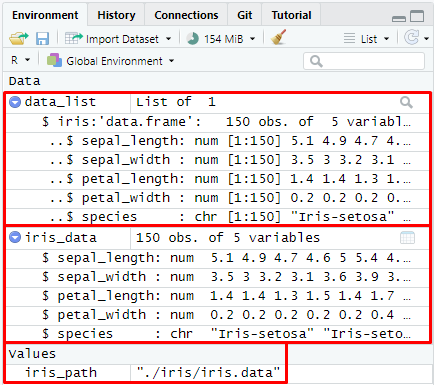 Environment History Connections Git Tutorial
Import Dataset 154 MiB List
R Global Environment
Data
data_list List of 1
$ iris:'data.frame': 150 obs. of 5 variabl…
..$ sepal_length: num [1:150] 5.1 4.9 4.7 4.…
..$ sepal_width : num [1:150] 3.5 3 3.2 3.1 …
..$ petal_length: num [1:150] 1.4 1.4 1.3 1.…
..$ petal_width : num [1:150] 0.2 0.2 0.2 0.…
..$ species : chr [1:150] "Iris-setosa" …
iris_data 150 obs. of 5 variables
$ sepal_length: num 5.1 4.9 4.7 4.6 5 5.4 4.…
$ sepal_width : num 3.5 3 3.2 3.1 3.6 3.9 3.…
$ petal_length: num 1.4 1.4 1.3 1.5 1.4 1.7 …
$ petal_width : num 0.2 0.2 0.2 0.2 0.2 0.4 …
$ species : chr "Iris-setosa" "Iris-seto…
Values
iris_path "./iris/iris.data"